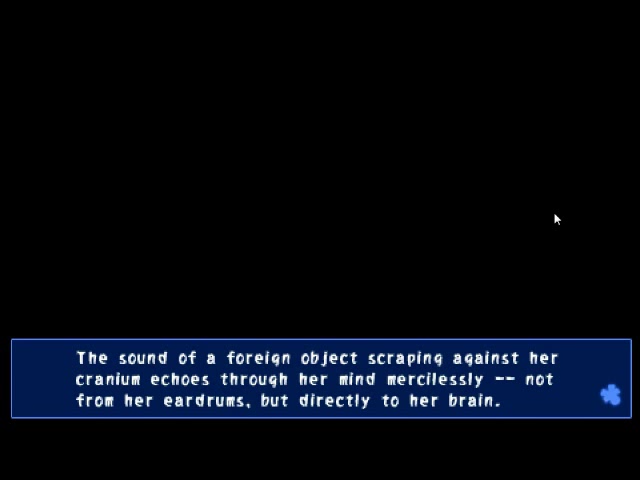 The sound of a foreign object scraping against her
cranium echoes through her mind mercilessly -- not
from her eardrums, but directly to her brain.